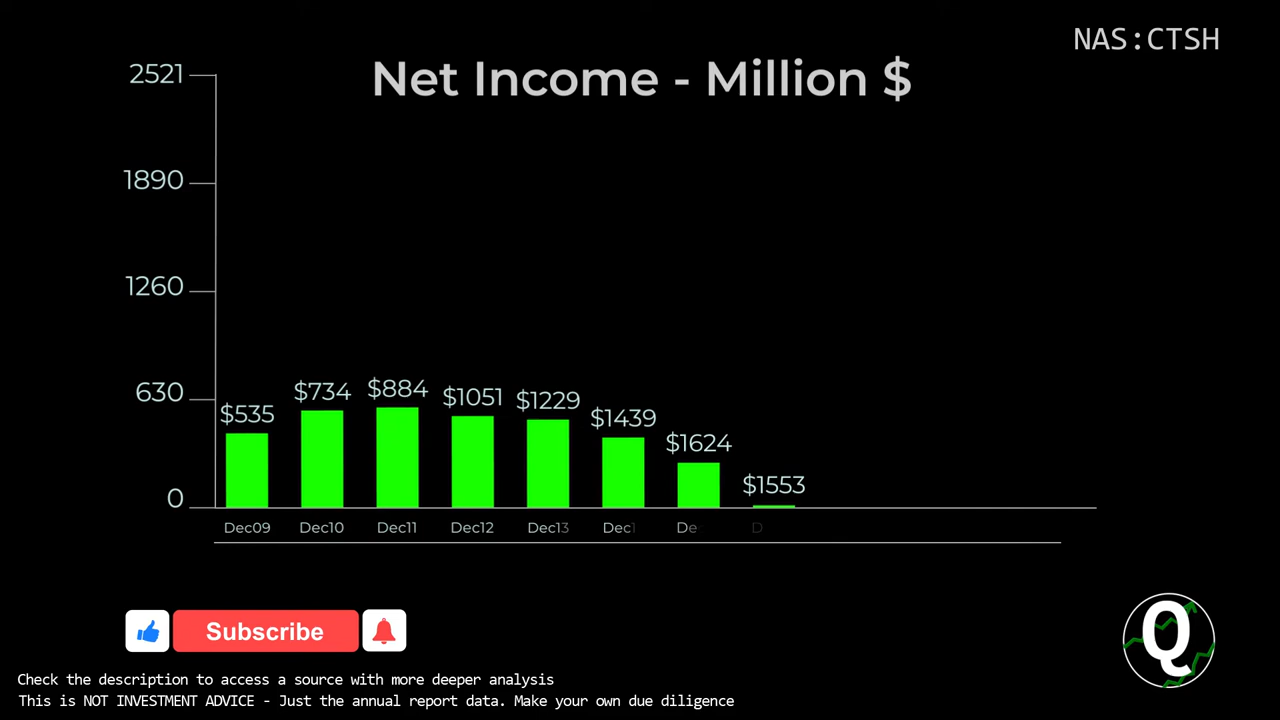 NAS:CTSH
Net Income - Million $
2521
1890
1260
630
0
$535
$734
$884
$1051
$1229
$1439
$1624
$1553
Dec09
Dec10
Dec11
Dec12
Dec13
Dec1
De
D
Subscribe
Q
Check the description to access a source with more deeper analysis
This is NOT INVESTMENT ADVICE - Just the annual report data. Make your own due diligence